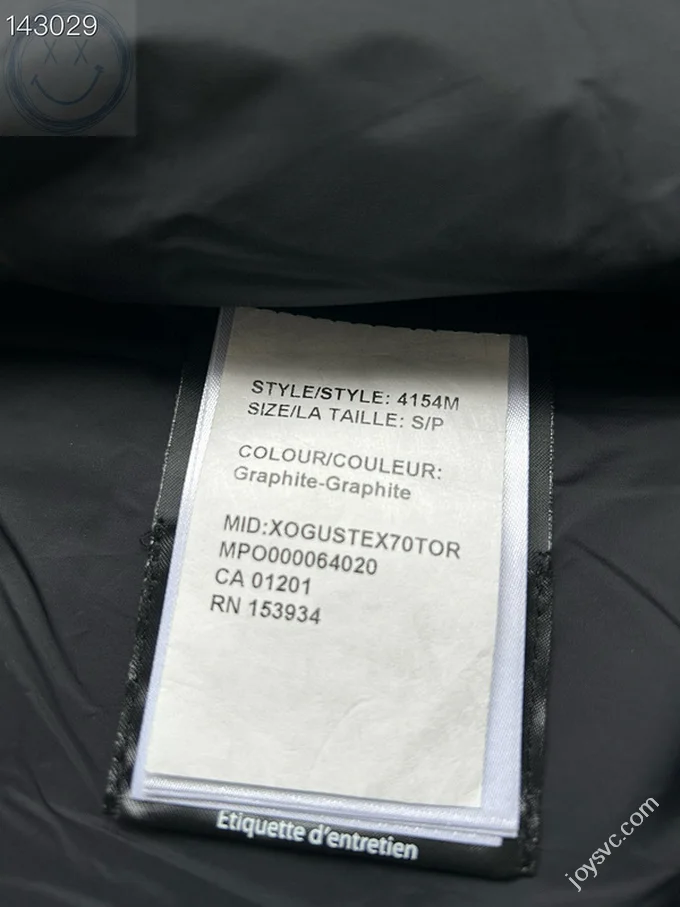 143029
STYLE/STYLE: 4154M
SIZE/LA TAILLE: S/P
COLOUR/COULEUR:
Graphite-Graphite
MID:XOGUSTEX70TOR
MPO000064020
CA 01201
RN 153934
Etiquette d'entretien
joysvc.com